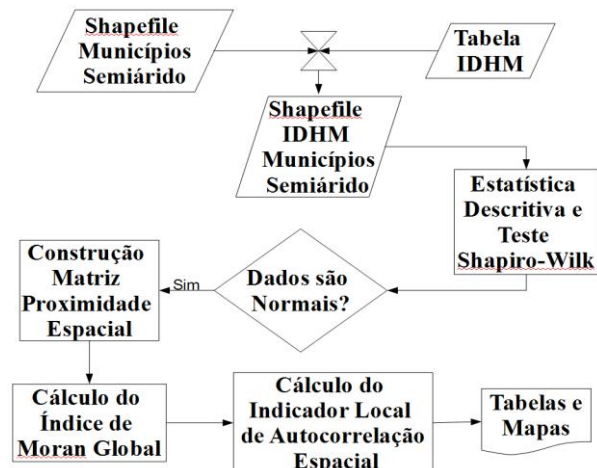 Shapefile
Municípios
Semiárido
Tabela
IDHM
Shapefile
IDHM
Municípios
Semiárido
Estatística
Descritiva e
Teste
Shapiro-Wilk
Dados são
Normais?
Sim
Construção
Matriz
Proximidade
Espacial
Cálculo do
Índice de
Moran Global
Cálculo do
Indicador Local
de Autocorrelação
Espacial
Tabelas e
Mapas